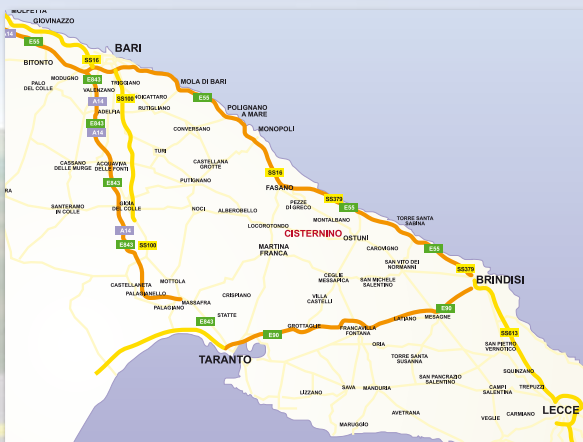 MOLFETTA
GIOVINAZZO
A14
E55
BARI
BITONTO
SS16
MODUGNO
PALO
DEL COLLE
E843
TRIGGIANO
VALENZANO
MOLA DI BARI
A14
SS100
NOICATTARO
E55
ADELFIA
RUTIGLIANO
POLIGNANO
A MARE
E843
A14
CONVERSANO
MONOPOLI
TURI
CASSANO
DELLE MURGE
ACQUAVIVA
DELLE FONTI
CASTELLANA
GROTTE
SS16
E843
PUTIGNANO
FASANO
SANTERAMO
IN COLLE
GIOIA
DEL COLLE
NOCI
ALBEROBELLO
PEZZE
DI GRECO
SS379
E55
MONTALBANO
TORRE SANTA
SABINA
LOCOROTONDO
A14
CISTERNINO
OSTUNI
E843
SS100
MARTINA
FRANCA
CAROVIGNO
E55
SAN VITO DEI
NORMANNI
SS379
CASTELLANETA
MOTTOLA
CEGLIE
MESSAPICA
SAN MICHELE
SALENTINO
BRINDISI
PALAGIANELLO
CRISPIANO
VILLA
CASTELLI
PALAGIANO
MASSAFRA
STATTE
E90
E843
GROTTAGLIE
FRANCAVILLA
FONTANA
LATIANO
MESAGNE
E90
SS613
ORIA
SAN PIETRO
VERNOTICO
TARANTO
TORRE SANTA
SUSANNA
SQUINZANO
SAN PANCRAZIO
SALENTINO
LIZZANO
SAVA
MANDURIA
CAMPI
SALENTINA
TREPUZZI
AVETRANA
CARMIANO
LECCE
MARUGGIO
VEGLIE